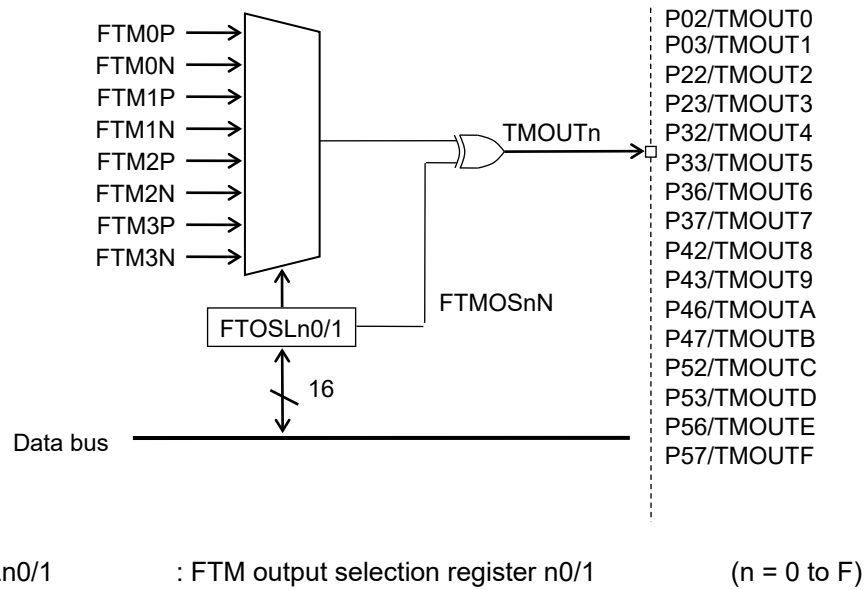 FTM0P
FTM0N
FTM1P
FTM1N
FTM2P
FTM2N
FTM3P
FTM3N
FTOSLn0/1
16
Data bus
FTMOSnN
TMOUTn
P02/TMOUT0
P03/TMOUT1
P22/TMOUT2
P23/TMOUT3
P32/TMOUT4
P33/TMOUT5
P36/TMOUT6
P37/TMOUT7
P42/TMOUT8
P43/TMOUT9
P46/TMOUTA
P47/TMOUTB
P52/TMOUTC
P53/TMOUTD
P56/TMOUTE
P57/TMOUTF
n0/1 : FTM output selection register n0/1 (n = 0 to F)